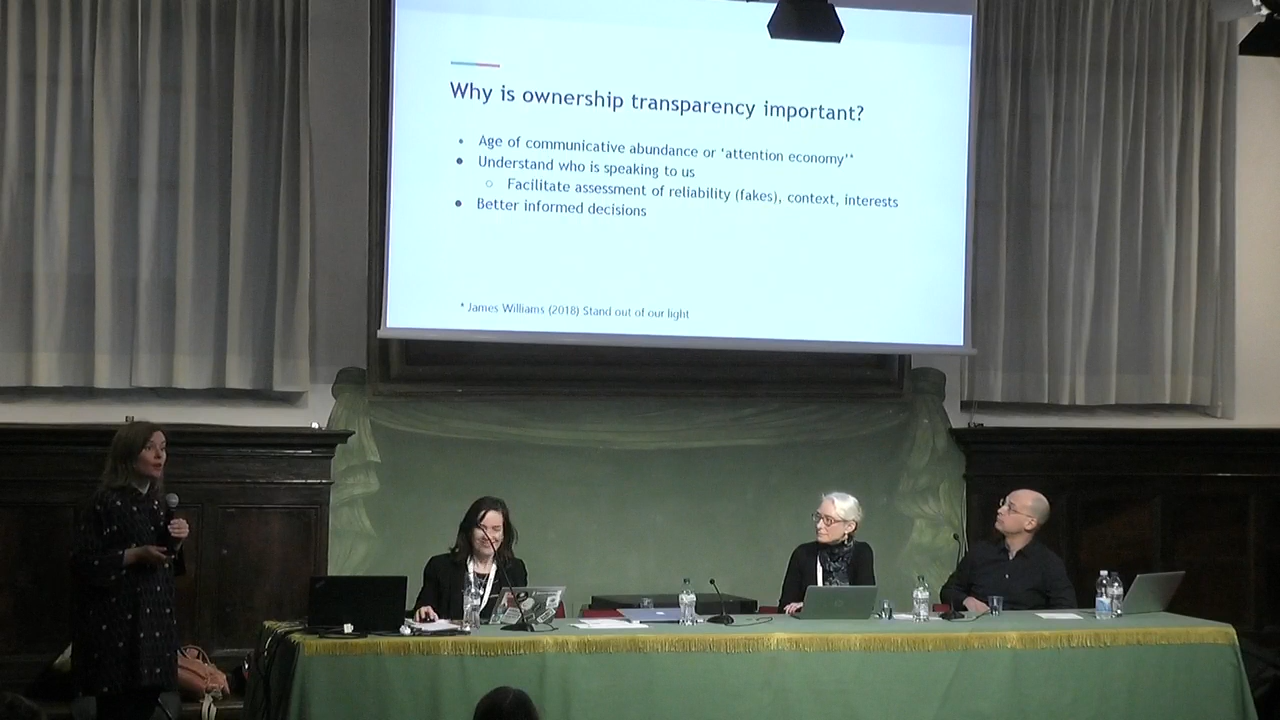 Why is ownership transparency important?
• Age of communicative abundance or ‘attention economy’*
• Understand who is speaking to us
○ Facilitate assessment of reliability (fakes), context, interests
• Better informed decisions
* James Williams (2018) Stand out of our light